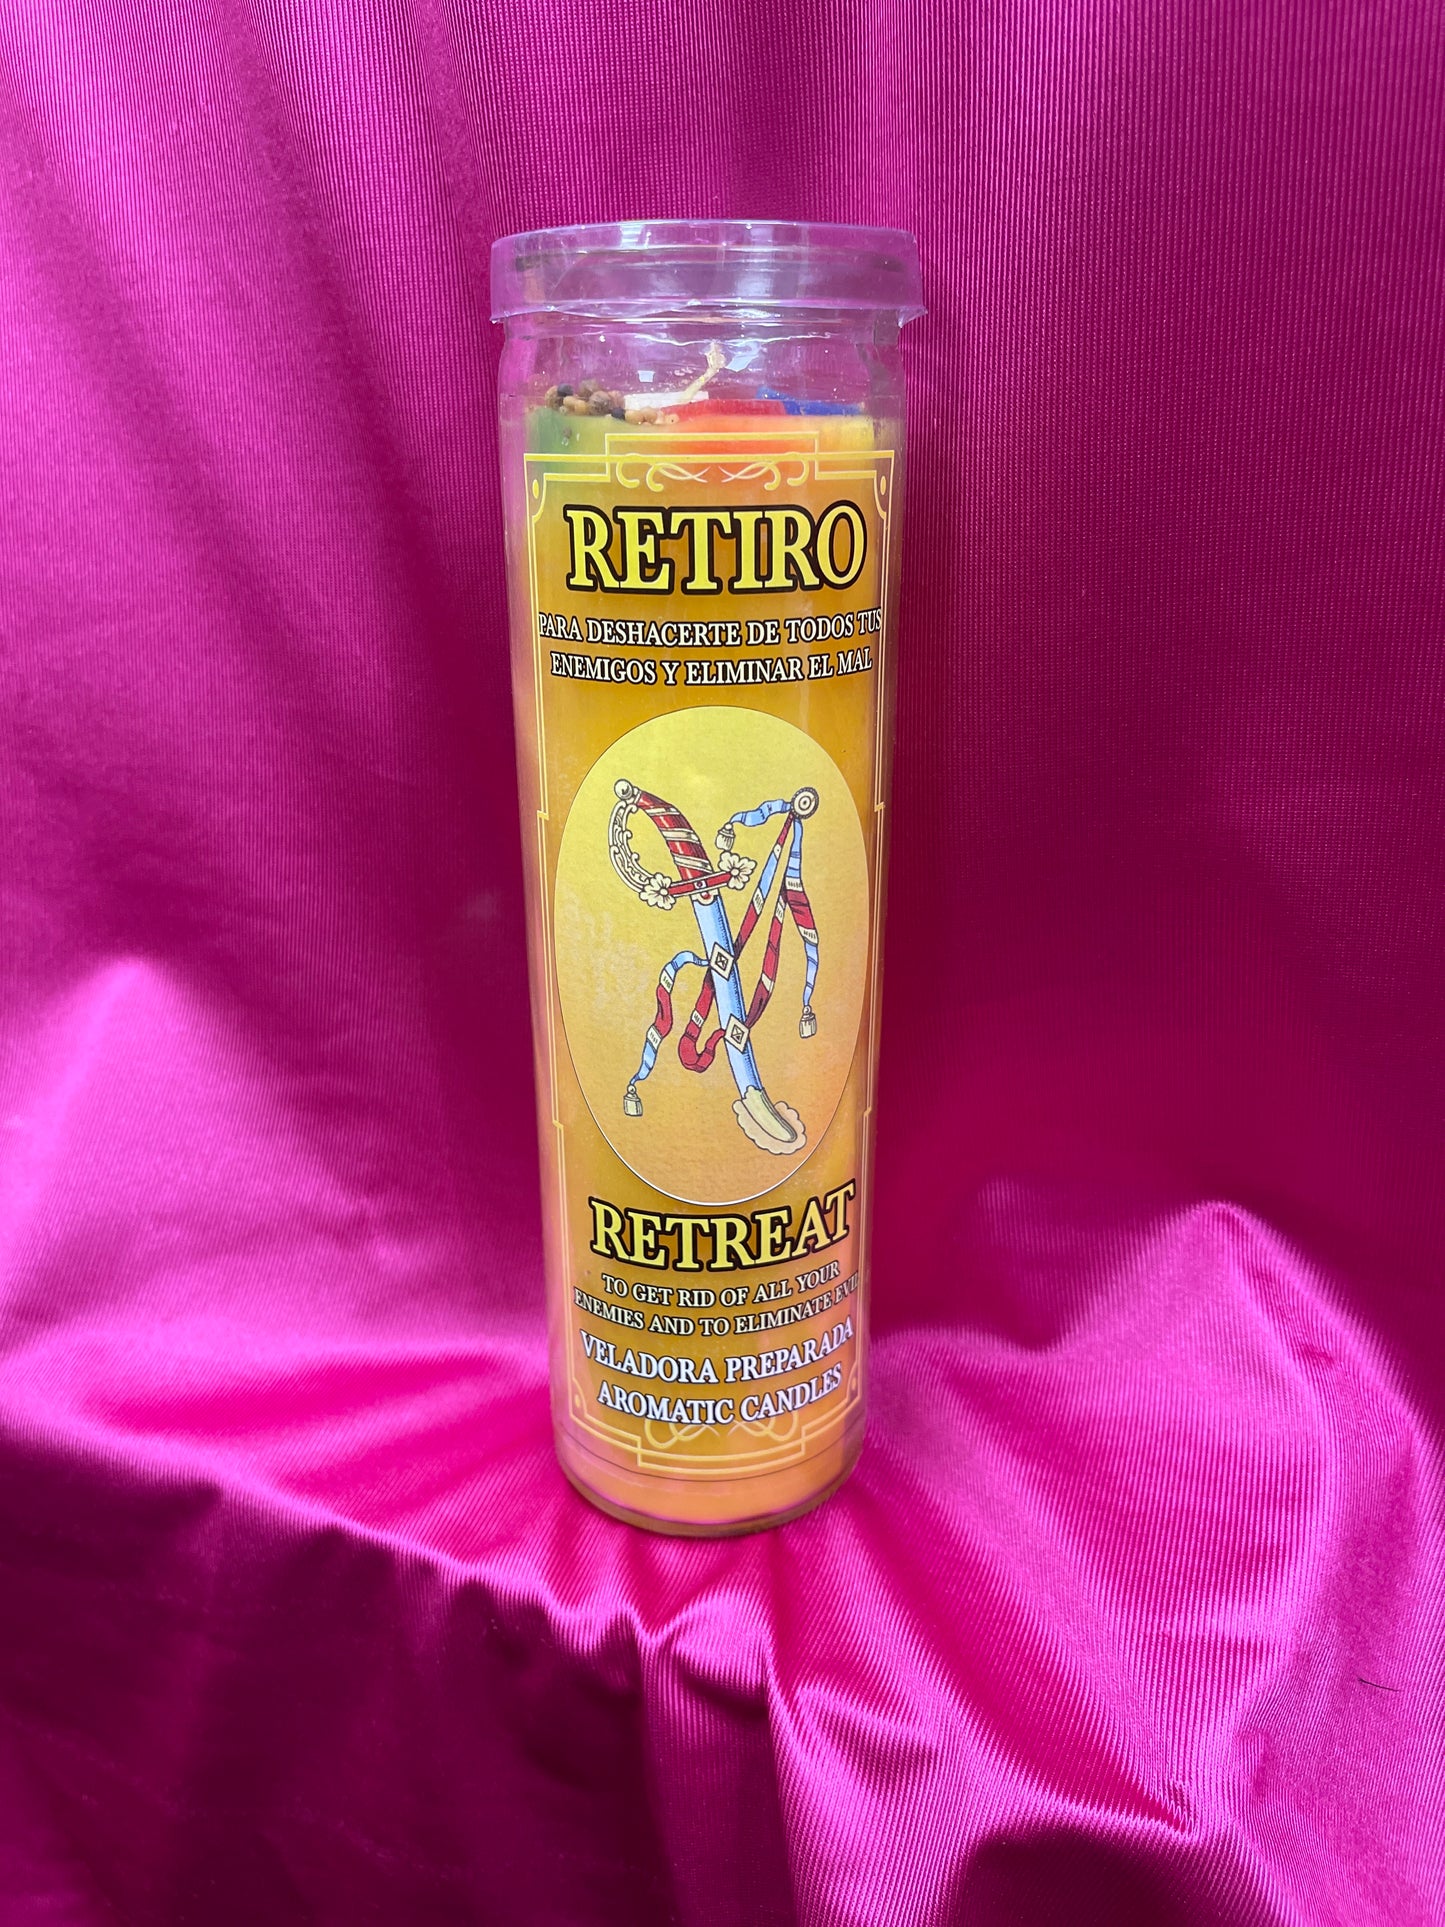 RETIRO
PARA DESHACERTE DE TODOS TUS
ENEMIGOS Y ELIMINAR EL MAL
RETREAT
TO GET RID OF ALL YOUR
ENEMIES AND TO ELIMINATE EVIL
VELADORA PREPARADA
AROMATIC CANDLES